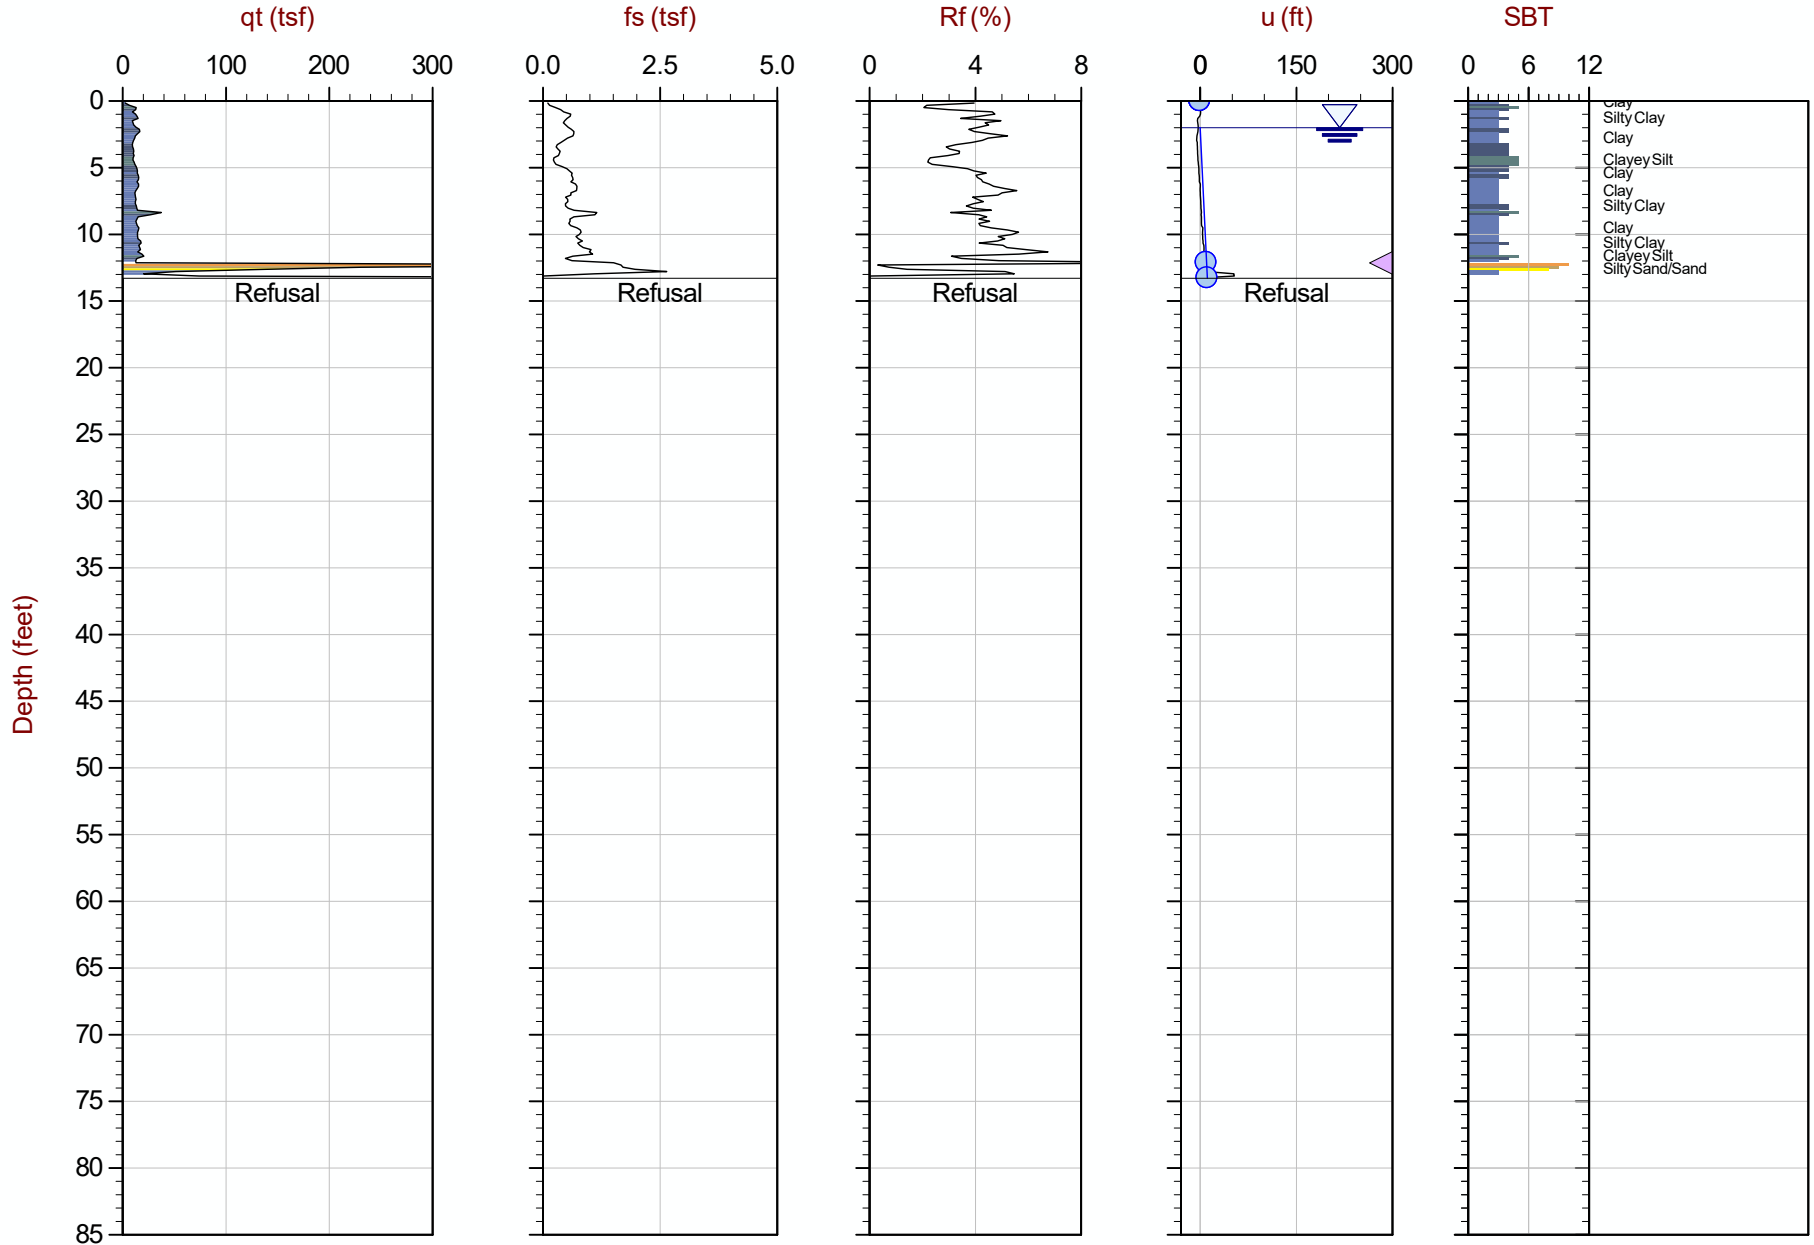 qt (tsf) fs (tsf) Rf (%) u (ft) SBT
0 100 200 300 0.0 2.5 5.0 0 4 8 0 150 300 0 6 12
0
Clay
Silty Clay
Clay
Clayey Silt
5
Clay
Clay
Silty Clay
Clay
10
Silty Clay
Clayey Silt
Silty Sand/Sand
Refusal Refusal Refusal Refusal
15
20
25
30
35
40
45
50
55
60
65
70
75
80
85
Depth (feet)